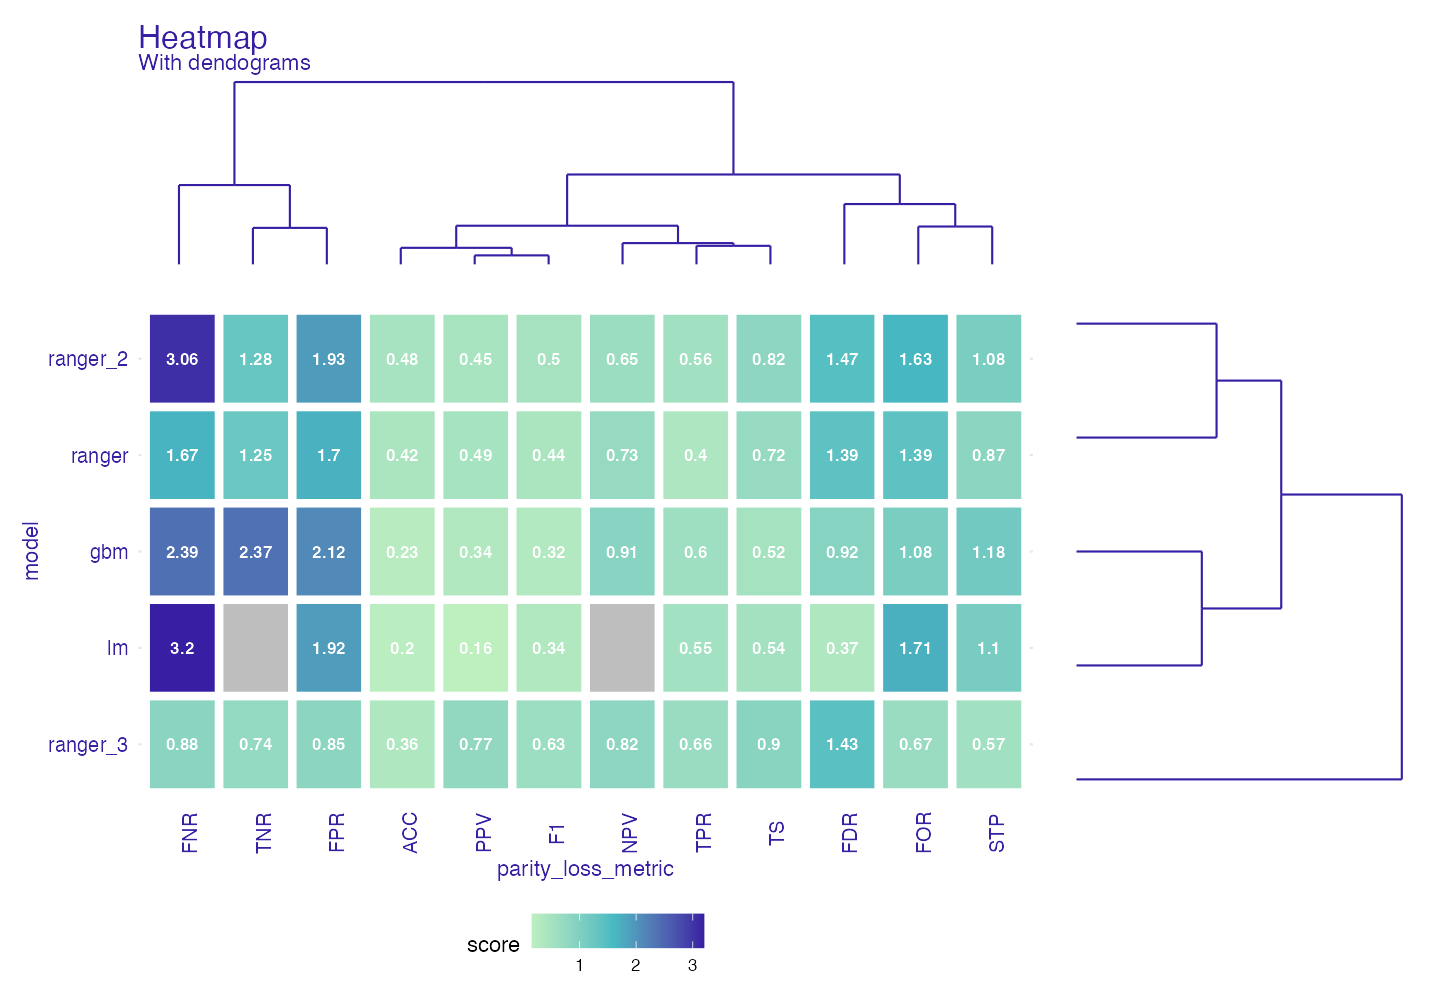 Heatmap
With dendograms
ranger_2 3.06 1.28 1.93 0.48 0.45 0.5 0.65 0.56 0.82 1.47 1.63 1.08
ranger 1.67 1.25 1.7 0.42 0.49 0.44 0.73 0.4 0.72 1.39 1.39 0.87
gbm 2.39 2.37 2.12 0.23 0.34 0.32 0.91 0.6 0.52 0.92 1.08 1.18
lm 3.2 1.92 0.2 0.16 0.34 0.55 0.54 0.37 1.71 1.1
ranger_3 0.88 0.74 0.85 0.36 0.77 0.63 0.82 0.66 0.9 1.43 0.67 0.57
model
FNR TNR FPR ACC PPV F1 NPV TPR TS FDR FOR STP
parity_loss_metric
score
1 2 3